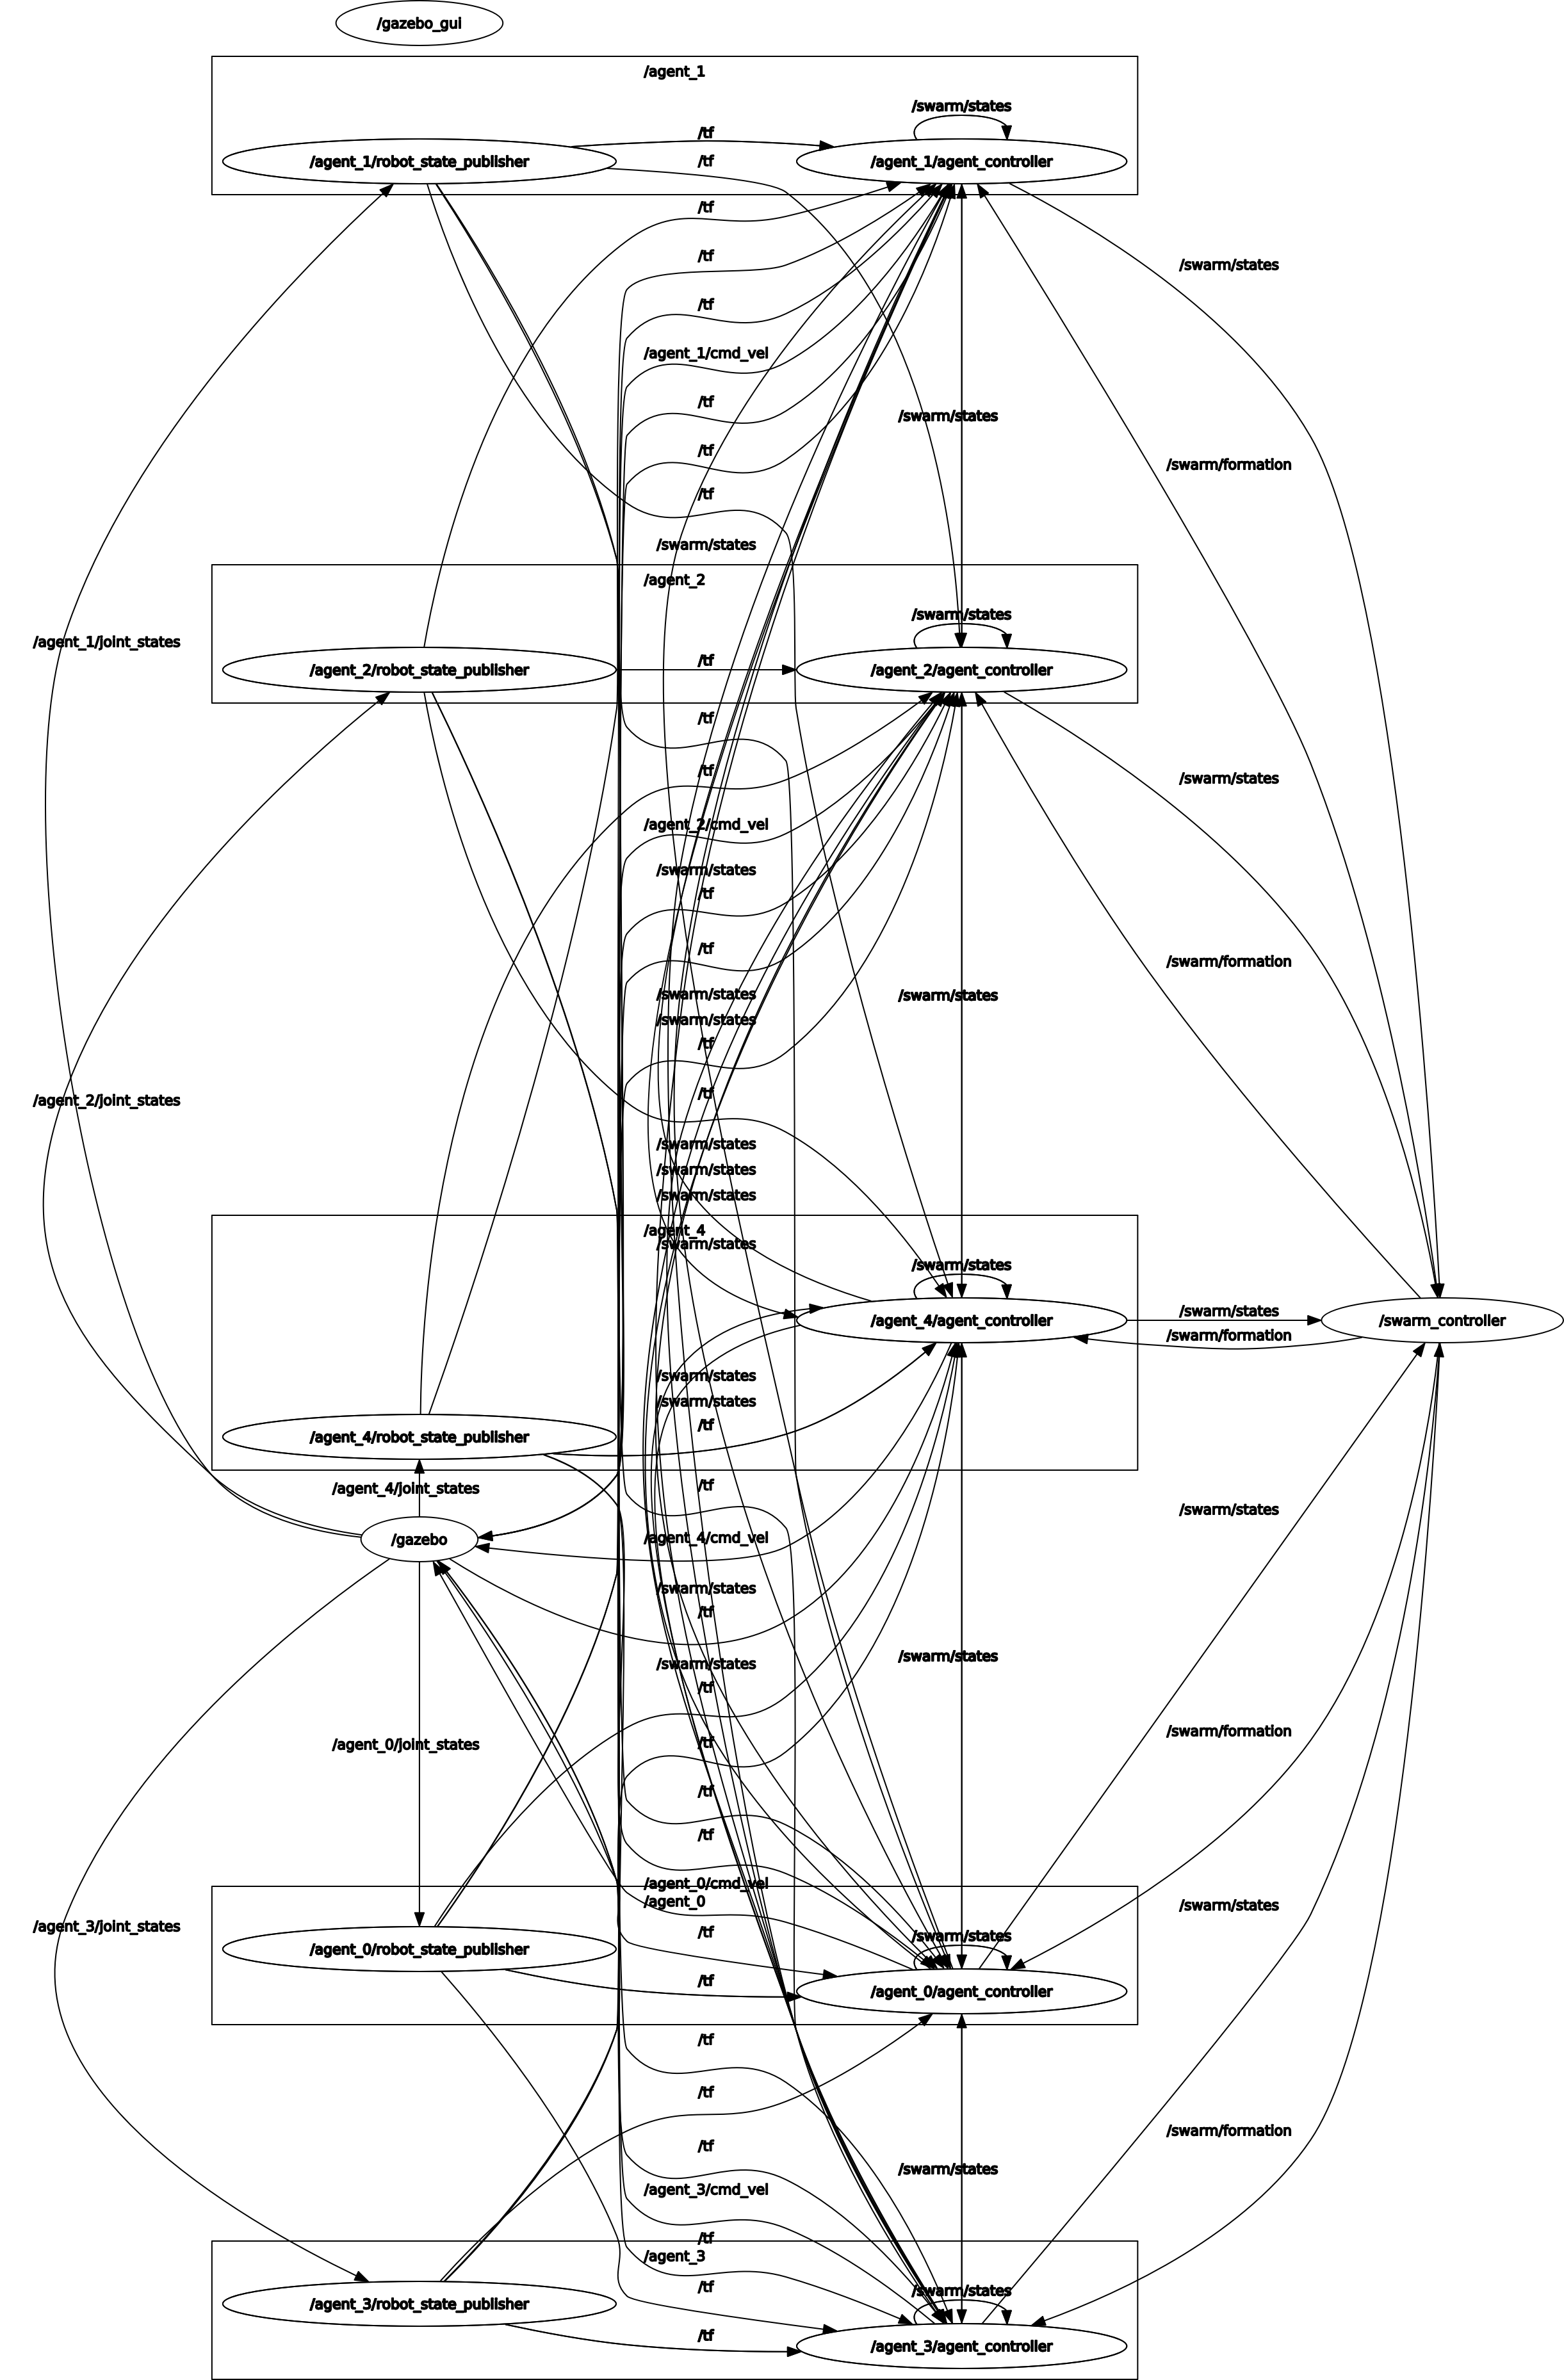 /gazebo_gui
/agent_1
/swarm/states
/tf
/agent_1/robot_state_publisher
/tf
/agent_1/agent_controller
/tf
/tf
/swarm/states
/tf
/agent_1/cmd_vel
/tf
/swarm/states
/tf
/swarm/formation
/tf
/swarm/states
/agent_2
/swarm/states
/agent_1/joint_states
/tf
/agent_2/robot_state_publisher
/agent_2/agent_controller
/tf
/tf
/swarm/states
/agent_2/cmd_vel
/swarm/states
/tf
/tf
/swarm/formation
/swarm/states
/swarm/states
/swarm/states
/tf
/tf
/agent_2/joint_states
/swarm/states
/swarm/states
/swarm/states
/agent_4
/swarm/states
/swarm/states
/swarm/states
/agent_4/agent_controller
/swarm_controller
/swarm/formation
/swarm/states
/swarm/states
/tf
/agent_4/robot_state_publisher
/tf
/agent_4/joint_states
/swarm/states
/agent_4/cmd_vel
/gazebo
/swarm/states
/tf
/swarm/states
/swarm/states
/tf
/swarm/formation
/tf
/agent_0/joint_states
/tf
/tf
/agent_0/cmd_vel
/agent_0
/swarm/states
/agent_3/joint_states
/tf
/swarm/states
/agent_0/robot_state_publisher
/tf
/agent_0/agent_controller
/tf
/tf
/swarm/formation
/tf
/swarm/states
/agent_3/cmd_vel
/tf
/agent_3
/tf
/swarm/states
/agent_3/robot_state_publisher
/tf
/agent_3/agent_controller